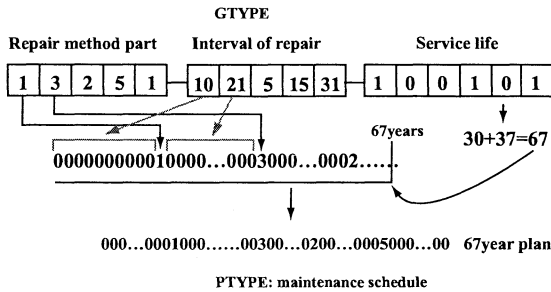 GTYPE
Repair method part Interval of repair Service life
1 3 2 5 1 10 21 5 15 31 1 0 0 1 0 1
67years
30+37=67
0000000000010000...0003000...0002......
000...0001000......00300...0200...0005000...00 67year plan
PTYPE: maintenance schedule